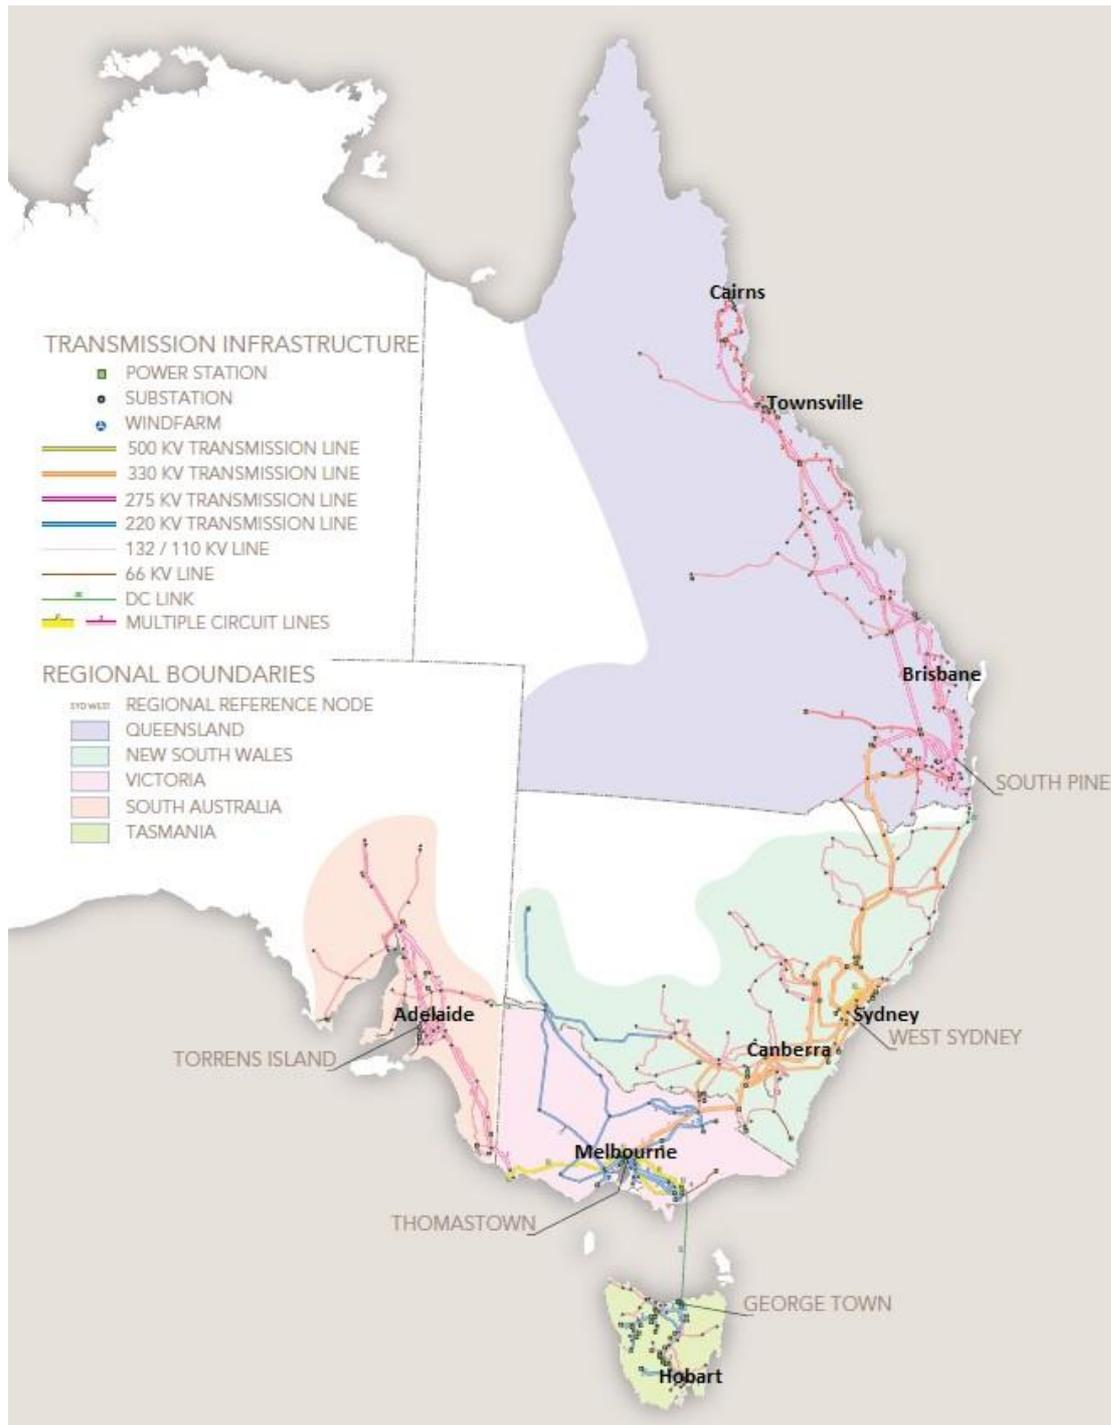 Cairns
TRANSMISSION INFRASTRUCTURE
POWER STATION
SUBSTATION
Townsville
WINDFARM
500 KV TRANSMISSION LINE
330 KV TRANSMISSION LINE
275 KV TRANSMISSION LINE
220 KV TRANSMISSION LINE
132 / 110 KV LINE
66 KV LINE
DC LINK
MULTIPLE CIRCUIT LINES
REGIONAL BOUNDARIES
Brisbane
SYD WEST REGIONAL REFERENCE NODE
QUEENSLAND
NEW SOUTH WALES
VICTORIA
SOUTH PINE
SOUTH AUSTRALIA
TASMANIA
Adelaide
Sydney
WEST SYDNEY
Canberra
TORRENS ISLAND
Melbourne
THOMASTOWN
GEORGE TOWN
Hobart